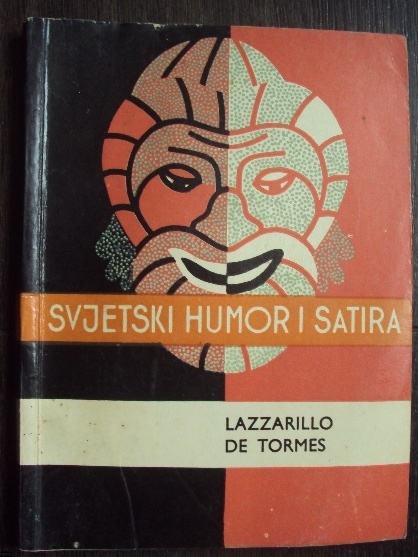 SVJETSKI HUMOR I SATIRA
LAZZARILLO
DE TORMES